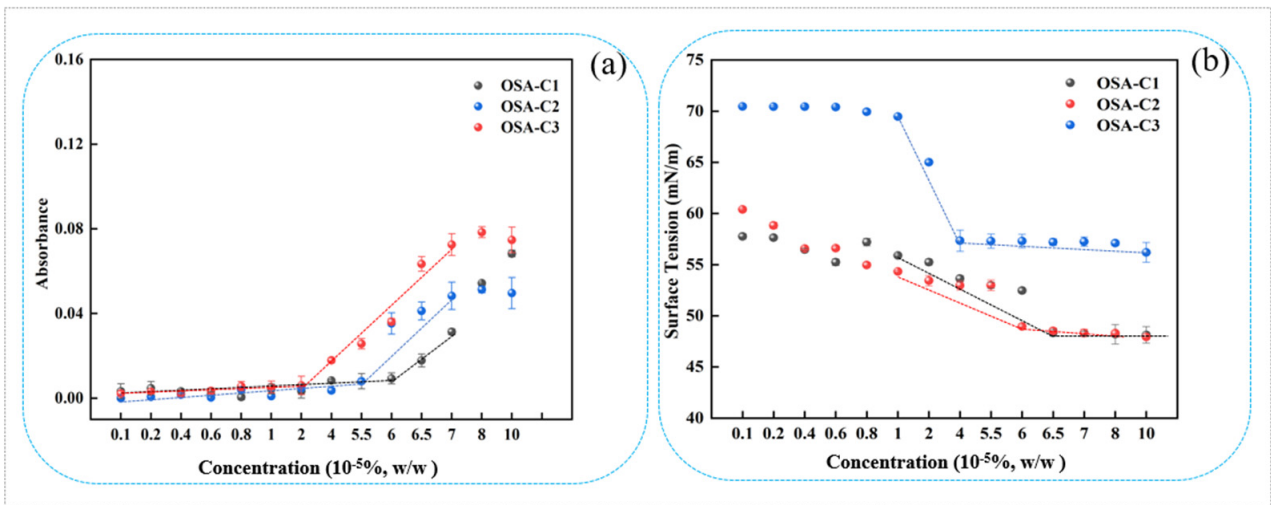 (a)
0.16
0.12
0.08
0.04
0.00
Absorbance
OSA-C1
OSA-C2
OSA-C3
0.1 0.2 0.4 0.6 0.8 1 2 4 5.5 6 6.5 7 8 10
Concentration (10⁻⁵%, w/w )
(b)
75
70
65
60
55
50
45
40
Surface Tension (mN/m)
OSA-C1
OSA-C2
OSA-C3
0.1 0.2 0.4 0.6 0.8 1 2 4 5.5 6 6.5 7 8 10
Concentration (10⁻⁵%, w/w )